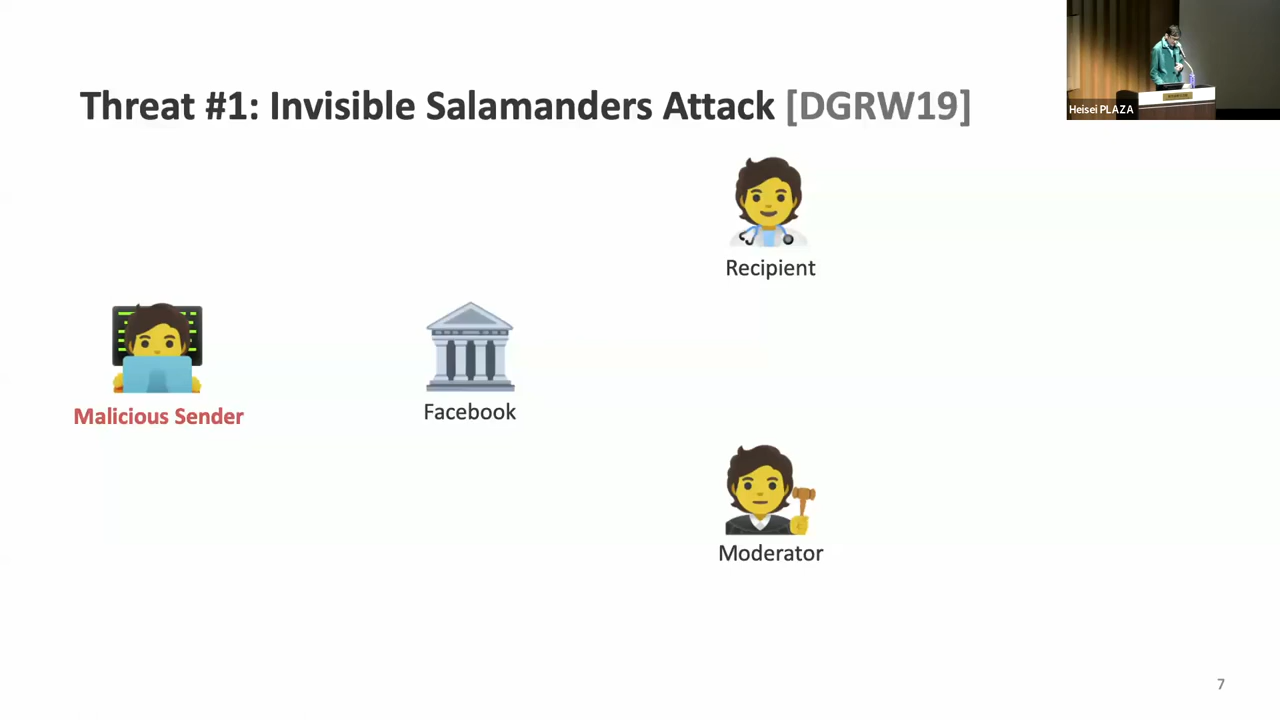 Threat #1: Invisible Salamanders Attack [DGRW19]
Heisei PLAZA
Recipient
Malicious Sender
Facebook
Moderator
7